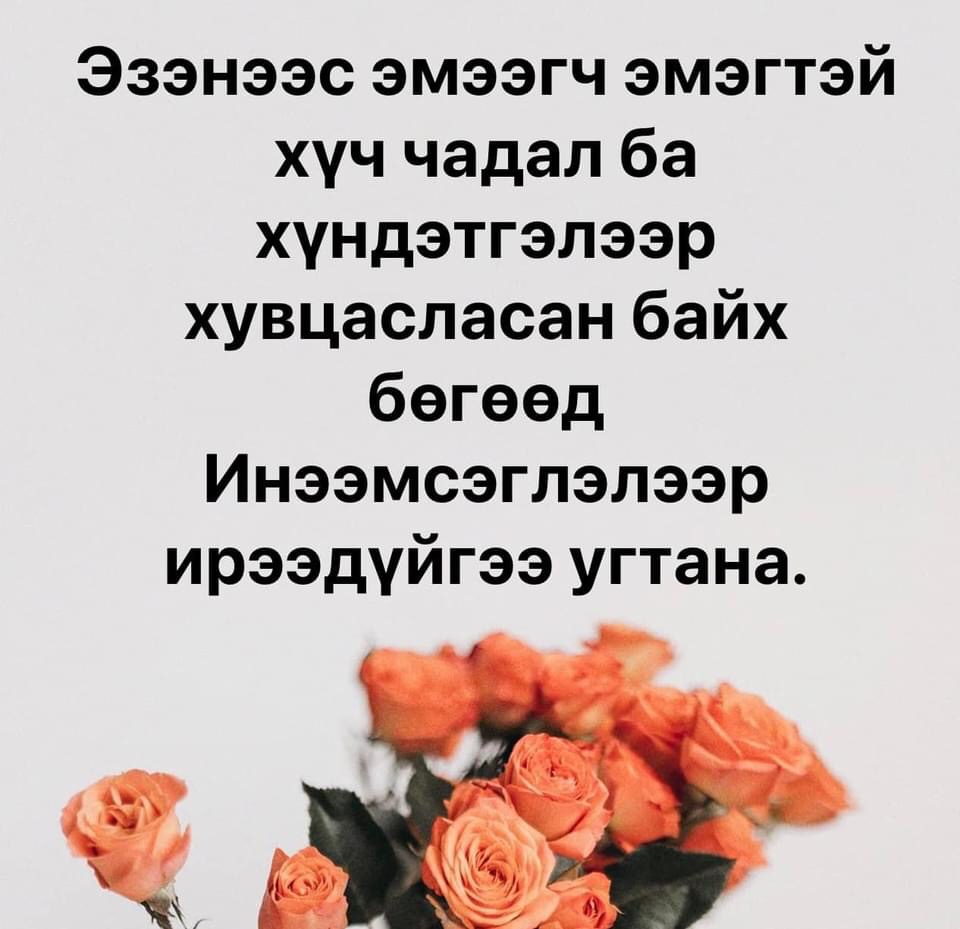 Эзэнээс эмээгч эмэгтэй
хүч чадал ба
хүндэтгэлээр
хувцасласан байх
бөгөөд
Инээмсэглэлээр
ирээдүйгээ угтана.